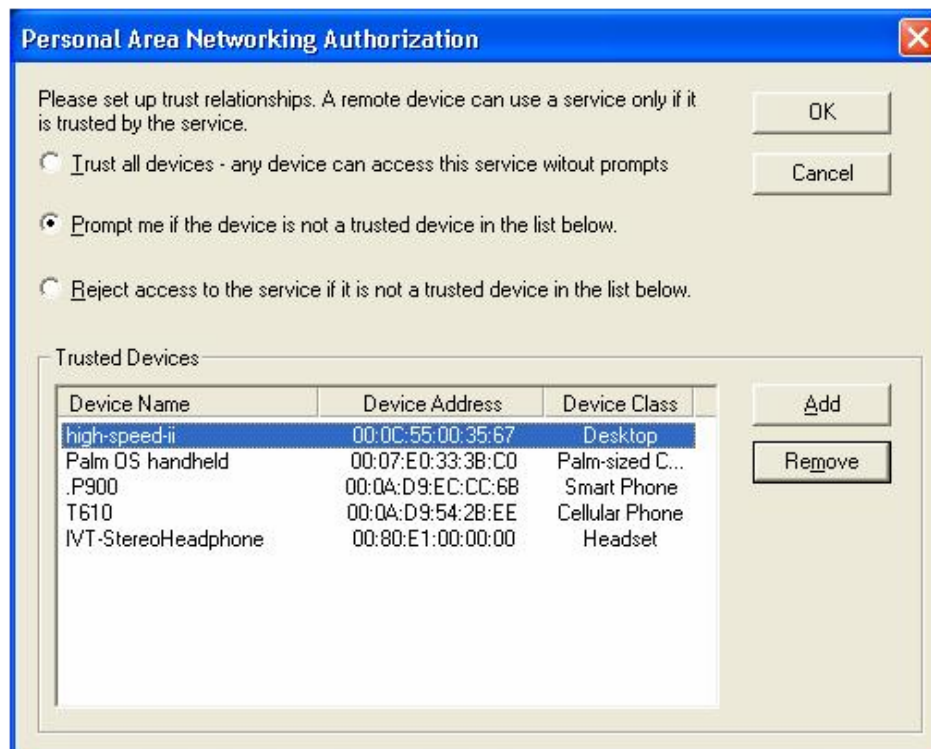 Personal Area Networking Authorization
Please set up trust relationships. A remote device can use a service only if it
is trusted by the service.
OK
Cancel
Trust all devices - any device can access this service witout prompts
Prompt me if the device is not a trusted device in the list below.
Reject access to the service if it is not a trusted device in the list below.
Trusted Devices
Device Name Device Address Device Class
high-speed-ii 00:0C:55:00:35:67 Desktop
Palm OS handheld 00:07:E0:33:3B:C0 Palm-sized C...
.P900 00:0A:D9:EC:CC:6B Smart Phone
T610 00:0A:D9:54:2B:EE Cellular Phone
IVT-StereoHeadphone 00:80:E1:00:00:00 Headset
Add
Remove